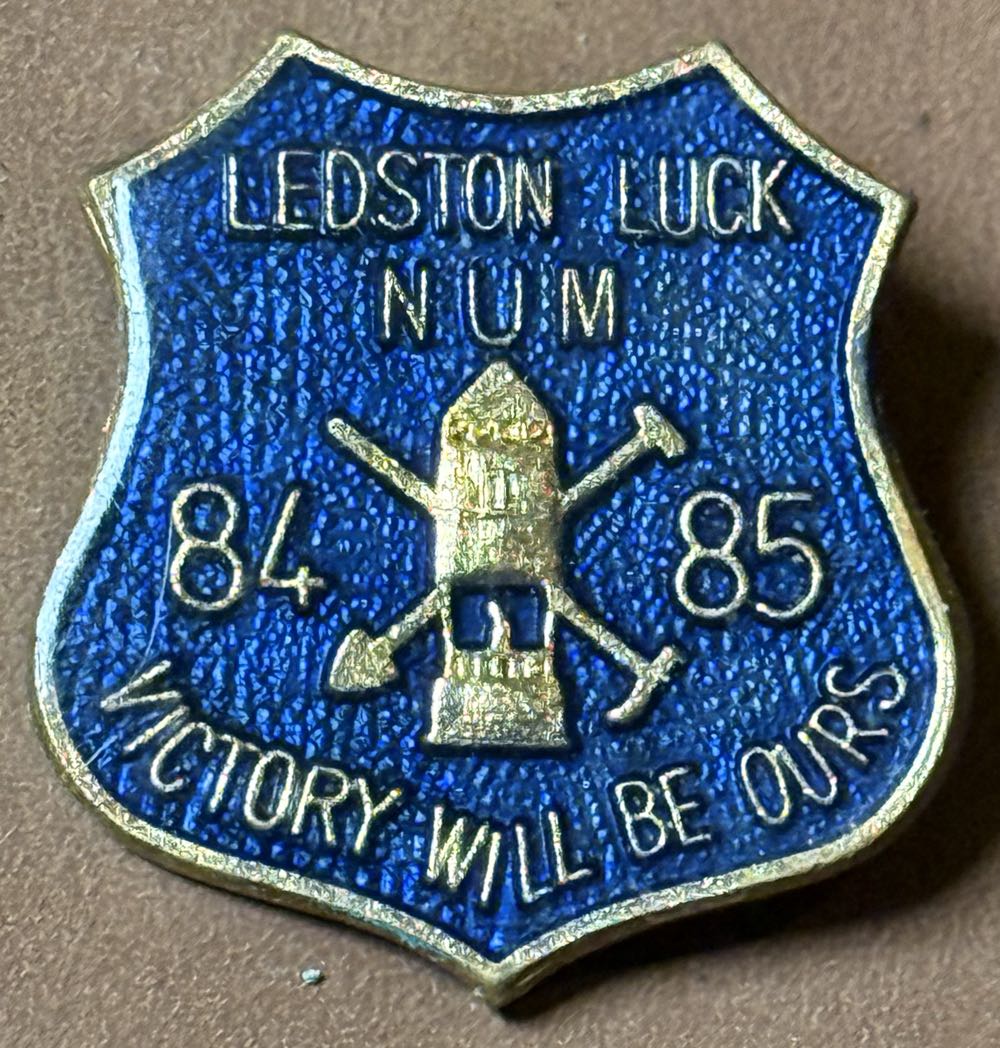 LEDSTON LUCK
NUM
84 85
VICTORY WILL BE OURS